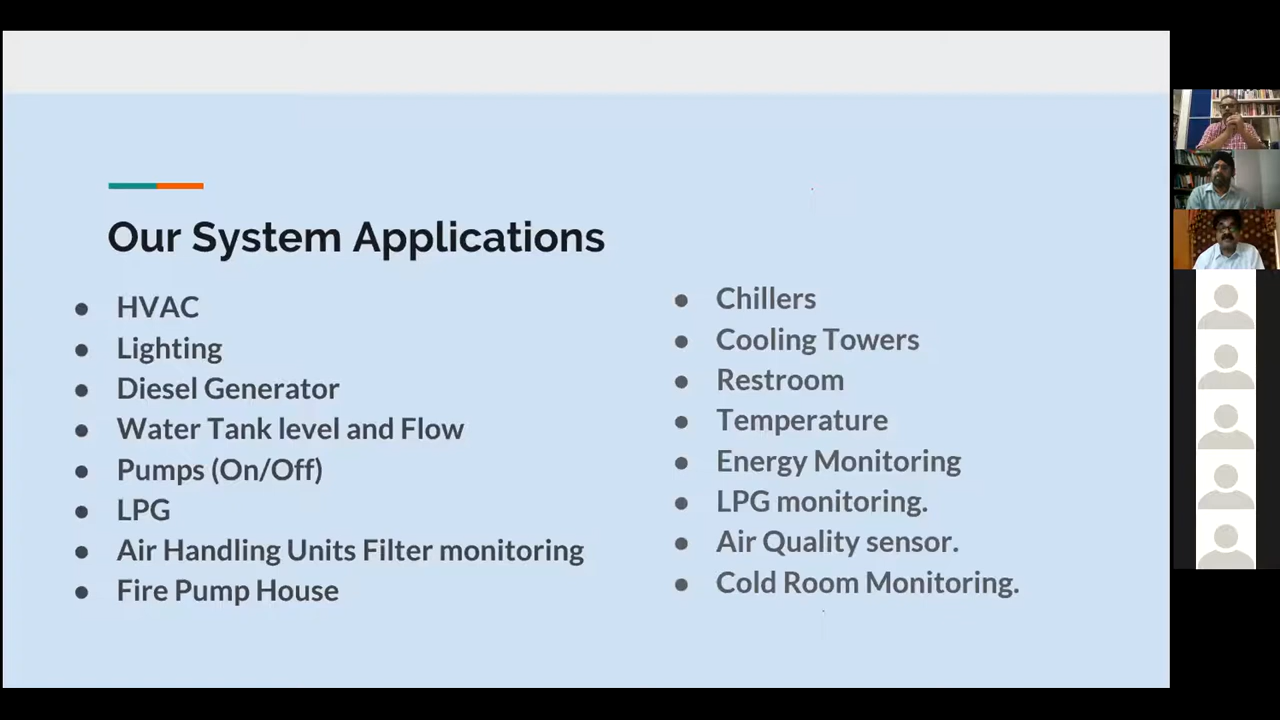 Our System Applications
● HVAC
● Lighting
● Diesel Generator
● Water Tank level and Flow
● Pumps (On/Off)
● LPG
● Air Handling Units Filter monitoring
● Fire Pump House
● Chillers
● Cooling Towers
● Restroom
● Temperature
● Energy Monitoring
● LPG monitoring.
● Air Quality sensor.
● Cold Room Monitoring.